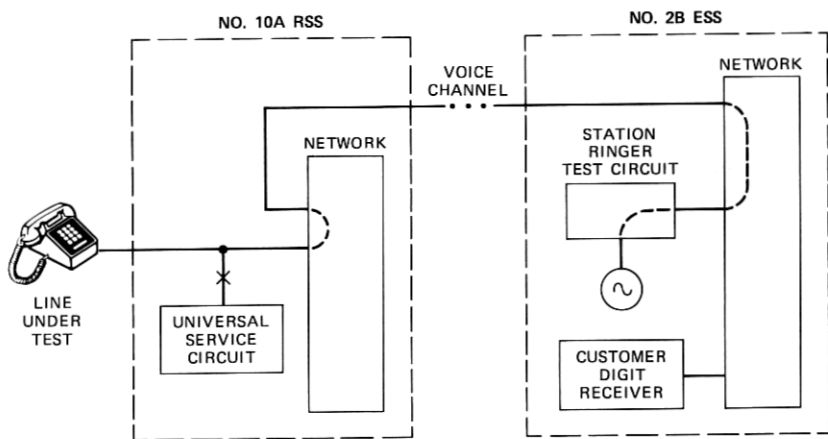 NO. 10A RSS
NO. 2B ESS
VOICE
CHANNEL
NETWORK
NETWORK
STATION
RINGER
TEST CIRCUIT
LINE
UNDER
TEST
UNIVERSAL
SERVICE
CIRCUIT
CUSTOMER
DIGIT
RECEIVER